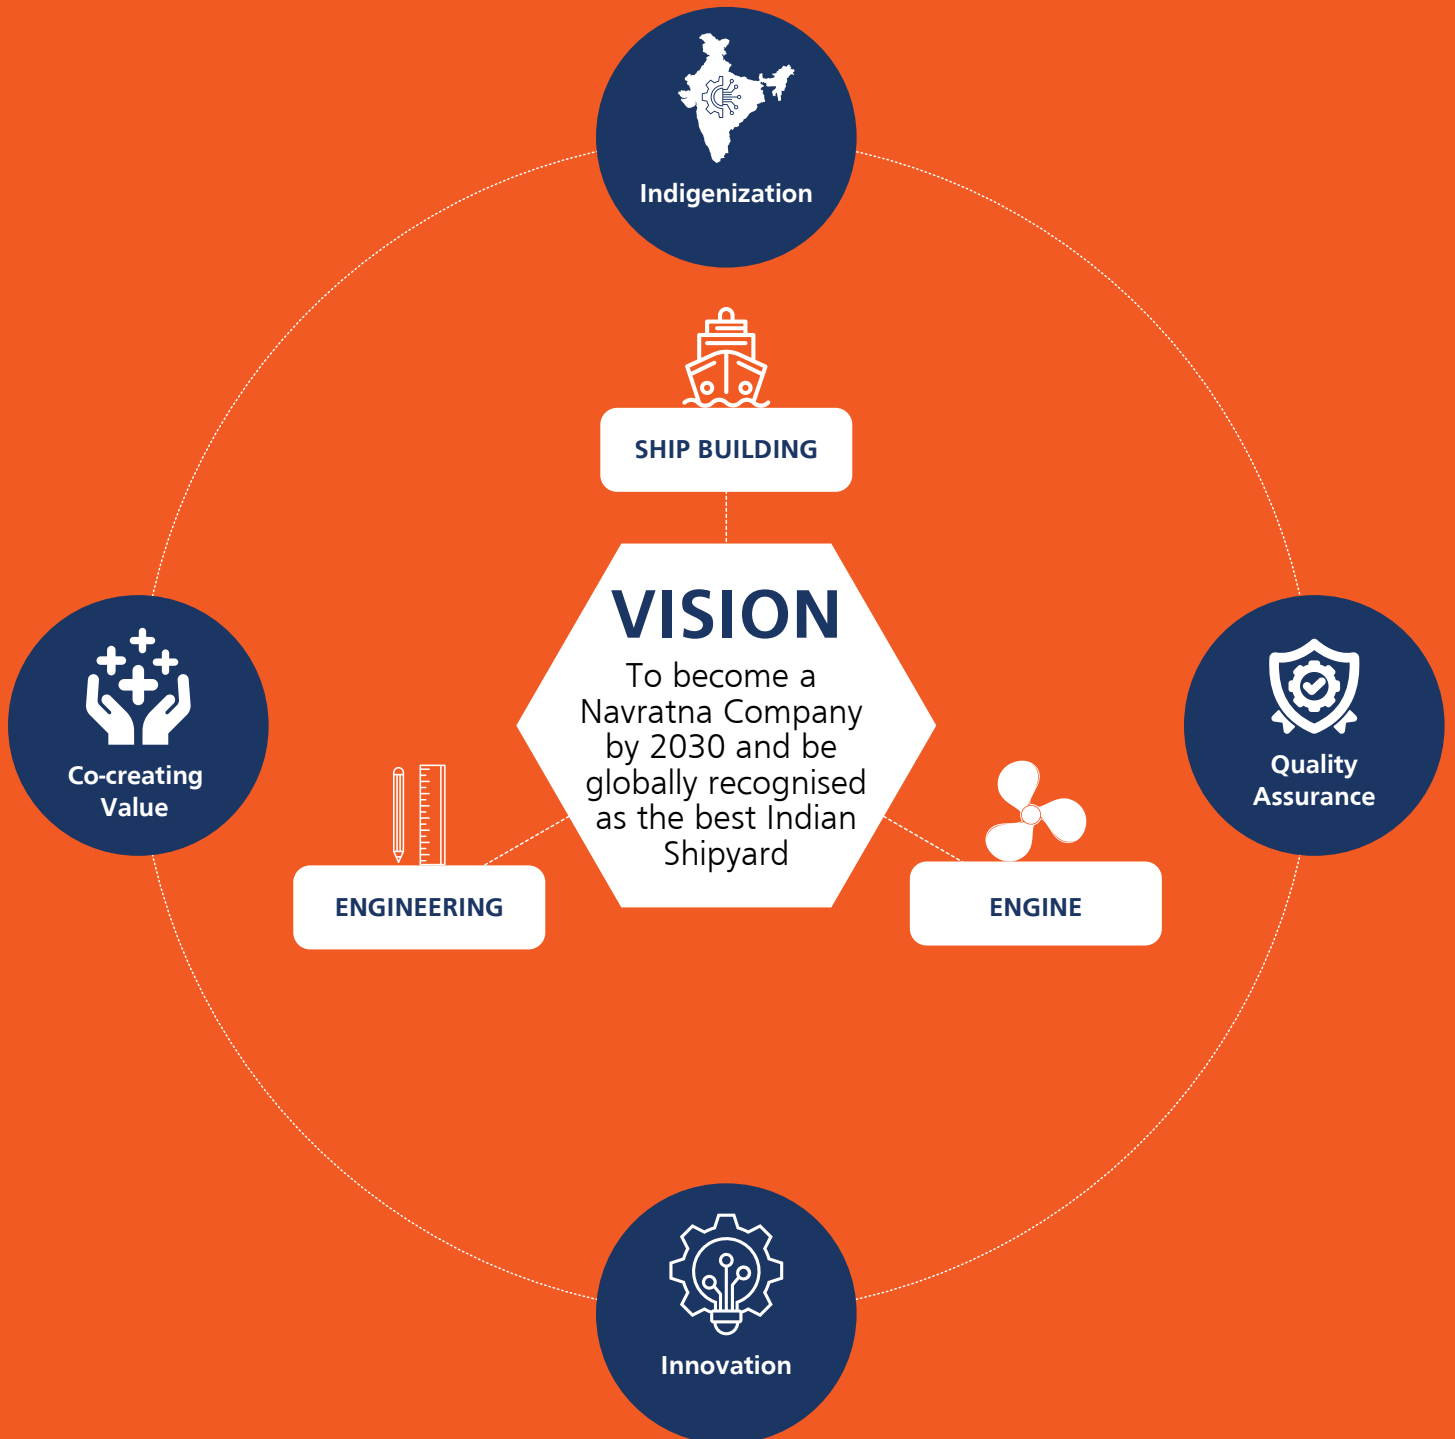 Indigenization
SHIP BUILDING
VISION
To become a
Navratna Company
by 2030 and be
globally recognised
as the best Indian
Shipyard
Co-creating
Value
Quality
Assurance
ENGINEERING
ENGINE
Innovation